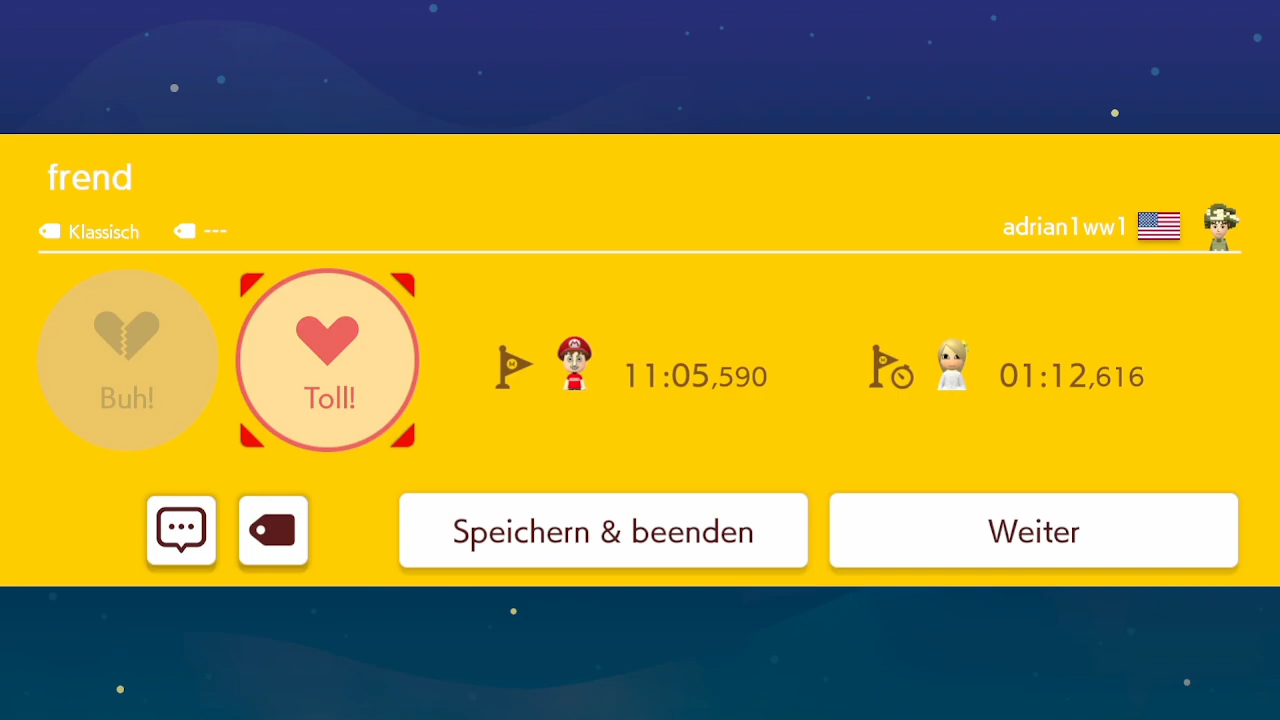 frend
Klassisch
---
adrian1ww1
Buh!
Toll!
M
11:05,590
M
01:12,616
Speichern & beenden
Weiter